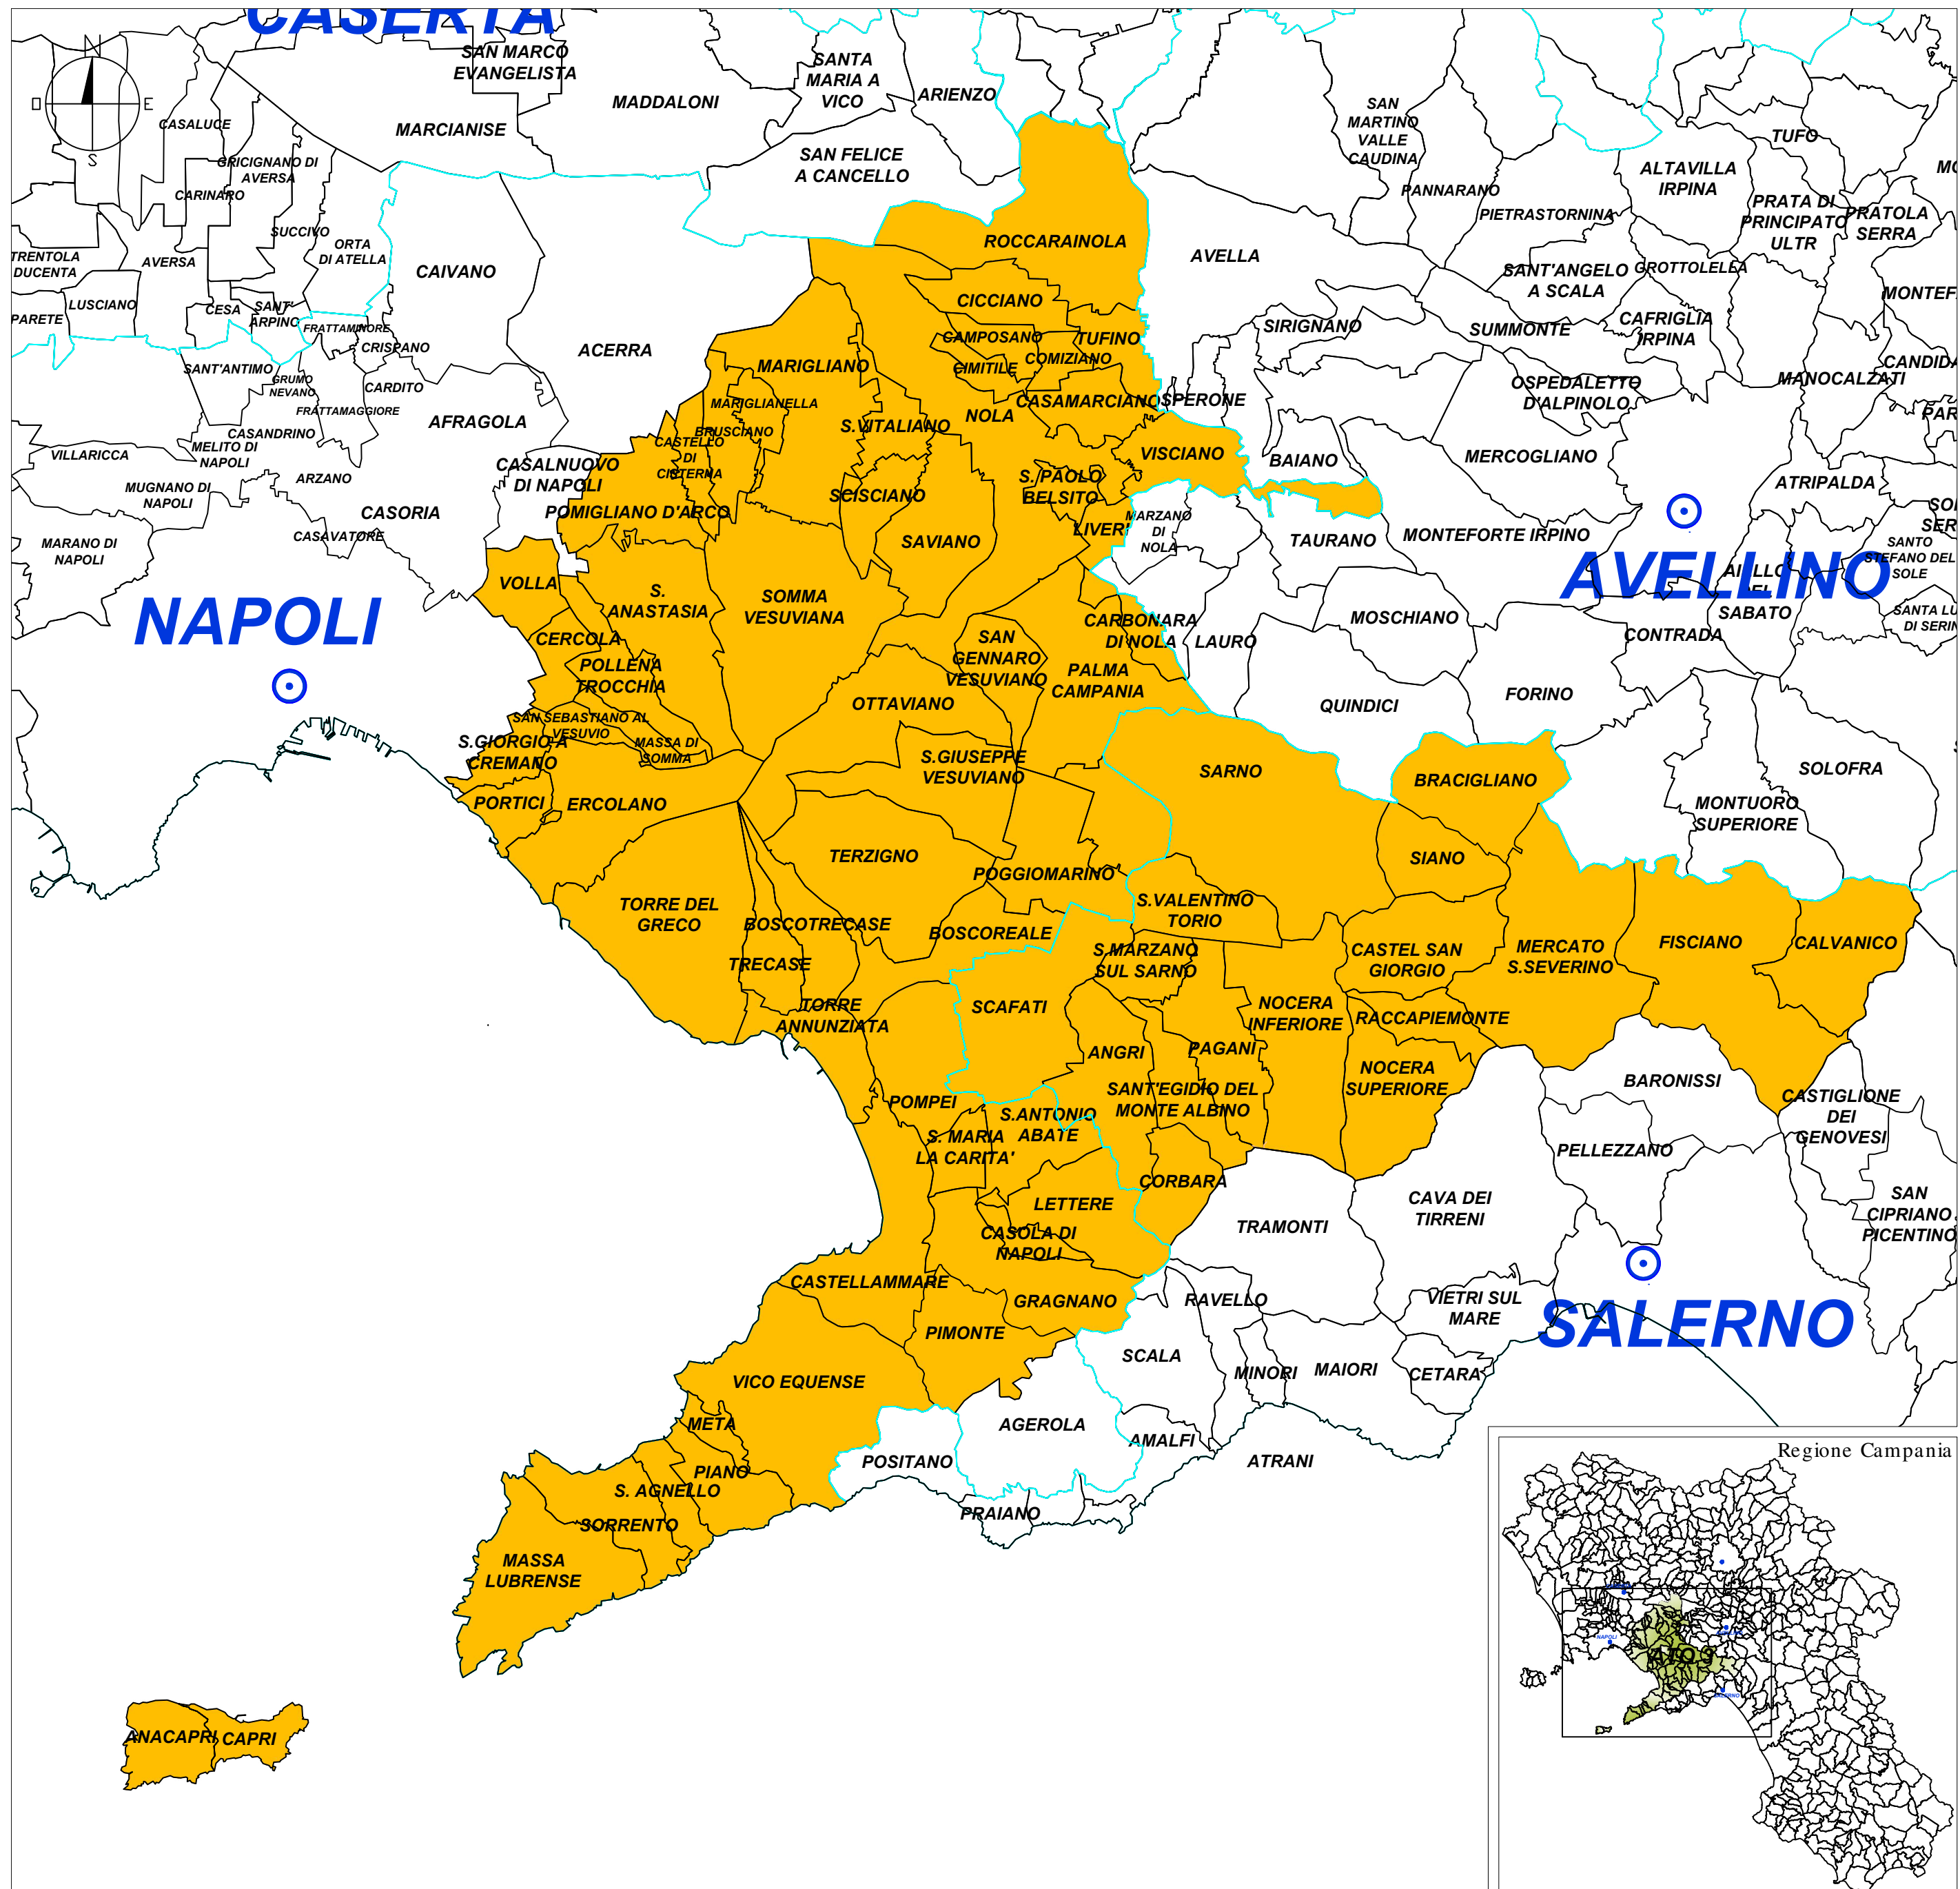 CASERTA
N
O
E
S
SAN MARCO
EVANGELISTA
SANTA
MARIA A
VICO
ARIENZO
MADDALONI
MARCIANISE
CASALUCE
SAN
MARTINO
VALLE
CAUDINA
TUFO
GRICIGNANO DI
AVERSA
CARINARO
SAN FELICE
A CANCELLO
PANNARANO
ALTAVILLA
IRPINA
PIETRASTORNINA
PRATA DI
PRINCIPATO
ULTR
PRATOLA
SERRA
SUCCIVO
ORTA
DI ATELLA
TRENTOLA
DUCENTA
AVERSA
CAIVANO
ROCCARAINOLA
AVELLA
SANT'ANGELO
A SCALA
GROTTOLELLA
LUSCIANO
PARETE
CESA
SANT'
ARPINO
FRATTAMINORE
CRISPANO
CICCIANO
CAMPOSANO
TUFINO
COMIZIANO
CIMITILE
SIRIGNANO
SUMMONTE
CAFRIGLIA
IRPINA
ACERRA
MARIGLIANO
SANT'ANTIMO
GRUMO
NEVANO
CARDITO
FRATTAMAGGIORE
AFRAGOLA
MARIGLIANELLA
BRUSCIANO
CASTELLO
DI
CISTERNA
S.VITALIANO
NOLA
CASAMARCIANO
SPERONE
OSPEDALETTO
D'ALPINOLO
MANOCALZATI
CASANDRINO
MELITO DI
NAPOLI
VILLARICCA
MUGNANO DI
NAPOLI
ARZANO
CASALNUOVO
DI NAPOLI
CASORIA
CASAVATORE
MARANO DI
NAPOLI
POMIGLIANO D'ARCO
SCISCIANO
S. PAOLO
BELSITO
VISCIANO
BAIANO
MERCOGLIANO
ATRIPALDA
LIVERI
MARZANO
DI
NOLA
SAVIANO
TAURANO
MONTEFORTE IRPINO
SANTO
STEFANO DEL
SOLE
AVELLINO
SABATO
NAPOLI
VOLLA
S.
ANASTASIA
SOMMA
VESUVIANA
CERCOLA
POLLENA
TROCCHIA
SAN
GENNARO
VESUVIANO
CARBONARA
DI NOLA
PALMA
CAMPANIA
LAURO
MOSCHIANO
CONTRADA
QUINDICI
FORINO
OTTAVIANO
SAN SEBASTIANO AL
VESUVIO
MASSA DI
SOMMA
S.GIORGIO A
CREMANO
PORTICI
ERCOLANO
S.GIUSEPPE
VESUVIANO
SARNO
BRACIGLIANO
SOLOFRA
MONTUORO
SUPERIORE
TERZIGNO
POGGIOMARINO
SIANO
TORRE DEL
GRECO
BOSCOTRECASE
BOSCOREALE
S.VALENTINO
TORIO
TRECASE
S.MARZANO
SUL SARNO
CASTEL SAN
GIORGIO
MERCATO
S.SEVERINO
FISCIANO
CALVANICO
TORRE
ANNUNZIATA
SCAFATI
NOCERA
INFERIORE
RACCAPIEMONTE
ANGRI
PAGANI
NOCERA
SUPERIORE
SANT'EGIDIO DEL
MONTE ALBINO
BARONISSI
CASTIGLIONE
DEI
GENOVESI
POMPEI
S. MARIA
LA CARITA'
S.ANTONIO
ABATE
PELLEZZANO
CORBARA
LETTERE
CASOLA DI
NAPOLI
TRAMONTI
CAVA DEI
TIRRENI
SAN
CIPRIANO
PICENTINO
CASTELLAMMARE
GRAGNANO
PIMONTE
RAVELLO
VIETRI SUL
MARE
SALERNO
SCALA
MINORI
MAIORI
CETARA
VICO EQUENSE
META
AGEROLA
AMALFI
ATRANI
POSITANO
PRAIANO
PIANO
S. AGNELLO
SORRENTO
MASSA
LUBRENSE
ANACAPRI
CAPRI
Regione Campania
NAPOLI
ATO 3
SALERNO